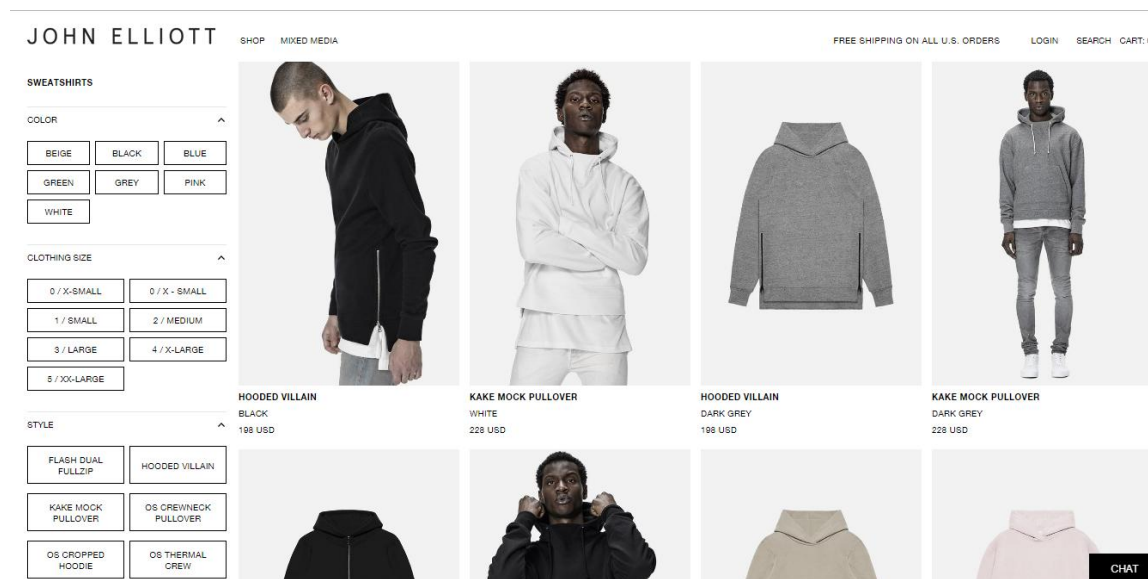 JOHN ELLIOTT
SHOP MIXED MEDIA
FREE SHIPPING ON ALL U.S. ORDERS LOGIN SEARCH CART:
SWEATSHIRTS
COLOR
BEIGE BLACK BLUE
GREEN GREY PINK
WHITE
CLOTHING SIZE
0 / X-SMALL 0 / X - SMALL
1 / SMALL 2 / MEDIUM
3 / LARGE 4 / X-LARGE
5 / XX-LARGE
STYLE
FLASH DUAL
FULLZIP
HOODED VILLAIN
KAKE MOCK
PULLOVER
OS CREWNECK
PULLOVER
OS CROPPED
HOODIE
OS THERMAL
CREW
HOODED VILLAIN
BLACK
198 USD
KAKE MOCK PULLOVER
WHITE
228 USD
HOODED VILLAIN
DARK GREY
198 USD
KAKE MOCK PULLOVER
DARK GREY
228 USD
CHAT